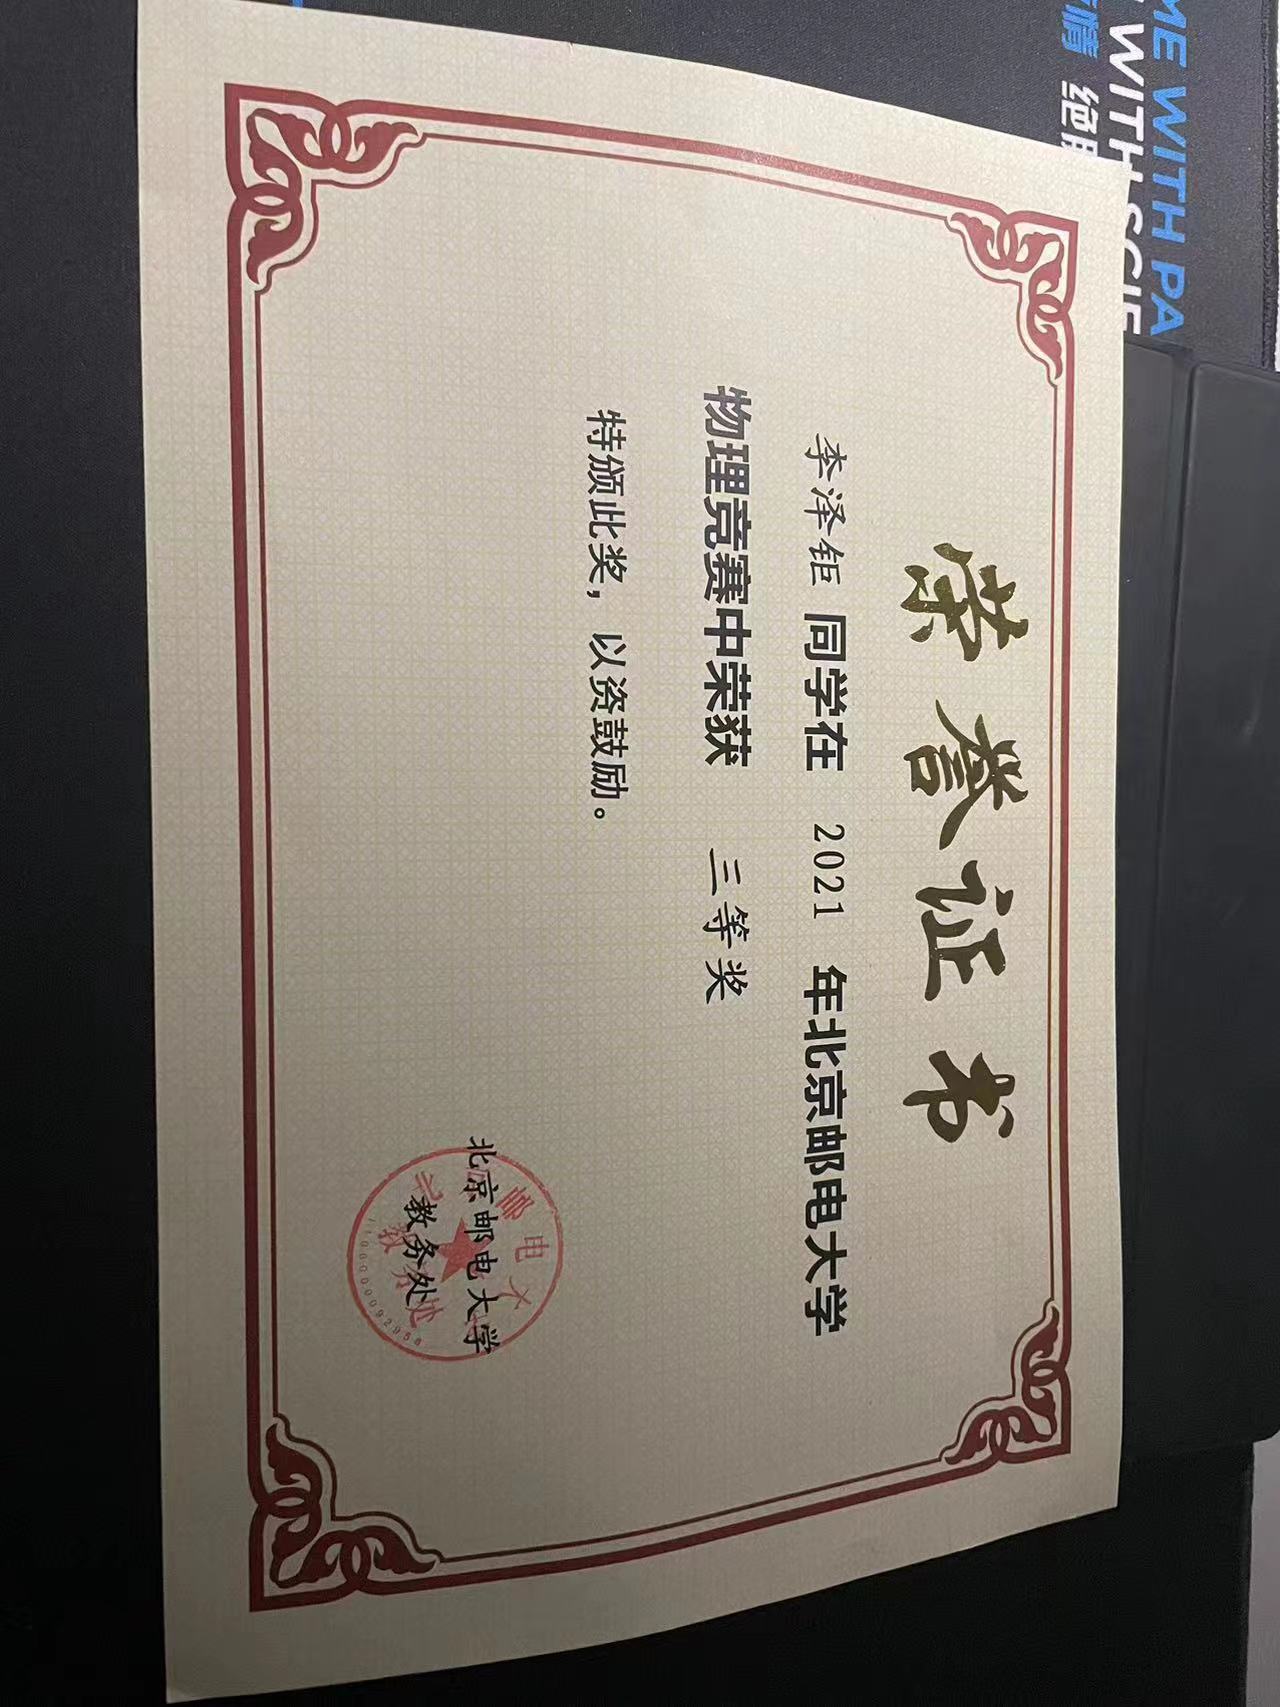 荣誉证书
李泽钜 同学在 2021 年北京邮电大学
物理竞赛中荣获 三等奖
特颁此奖，以资鼓励。
北京邮电大学
教务处
北京邮电大学
教务处
ME WITH PA
WITH SCIE
情 绝